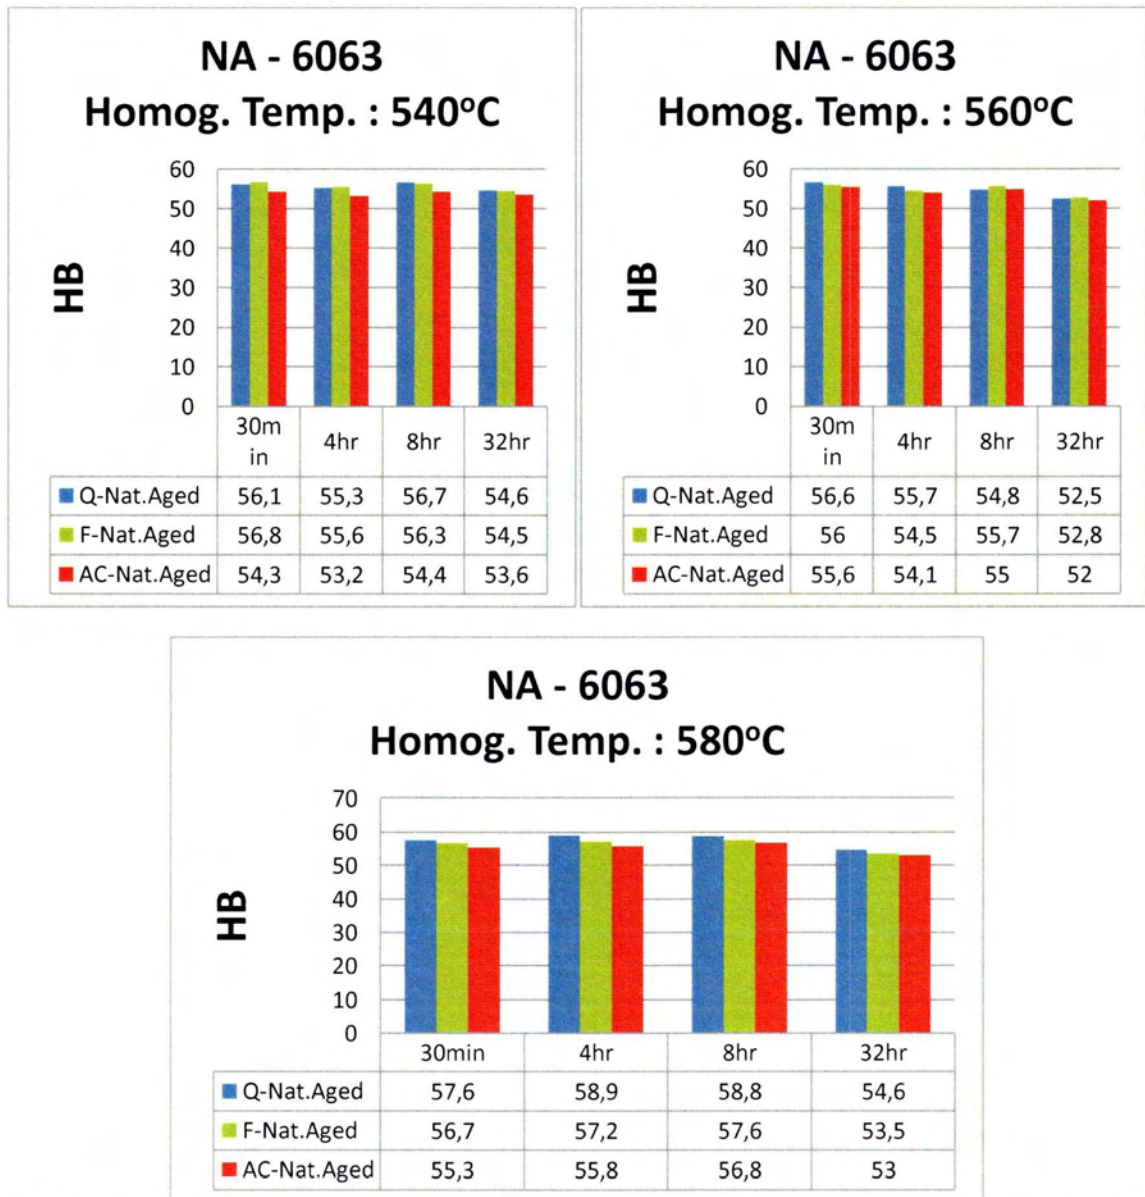 NA - 6063
Homog. Temp. : 540°C
HB
60
50
40
30
20
10
0
30m
in 4hr 8hr 32hr
Q-Nat.Aged 56,1 55,3 56,7 54,6
F-Nat.Aged 56,8 55,6 56,3 54,5
AC-Nat.Aged 54,3 53,2 54,4 53,6
NA - 6063
Homog. Temp. : 560°C
HB
60
50
40
30
20
10
0
30m
in 4hr 8hr 32hr
Q-Nat.Aged 56,6 55,7 54,8 52,5
F-Nat.Aged 56 54,5 55,7 52,8
AC-Nat.Aged 55,6 54,1 55 52
NA - 6063
Homog. Temp. : 580°C
HB
70
60
50
40
30
20
10
0
30min 4hr 8hr 32hr
Q-Nat.Aged 57,6 58,9 58,8 54,6
F-Nat.Aged 56,7 57,2 57,6 53,5
AC-Nat.Aged 55,3 55,8 56,8 53